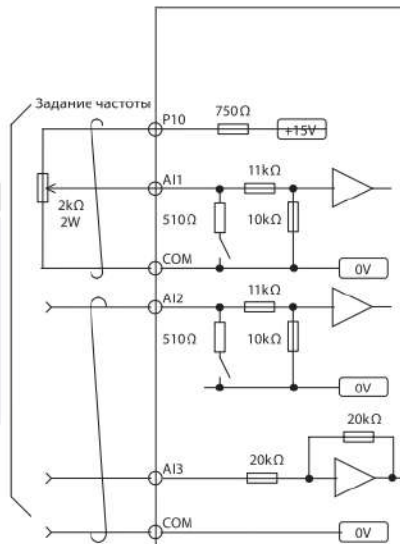 Задание частоты
P10
750Ω
+15V
AI1
11kΩ
2kΩ
2W
510Ω
10kΩ
COM
0V
AI2
11kΩ
510Ω
10kΩ
0V
AI3
20kΩ
20kΩ
COM
0V